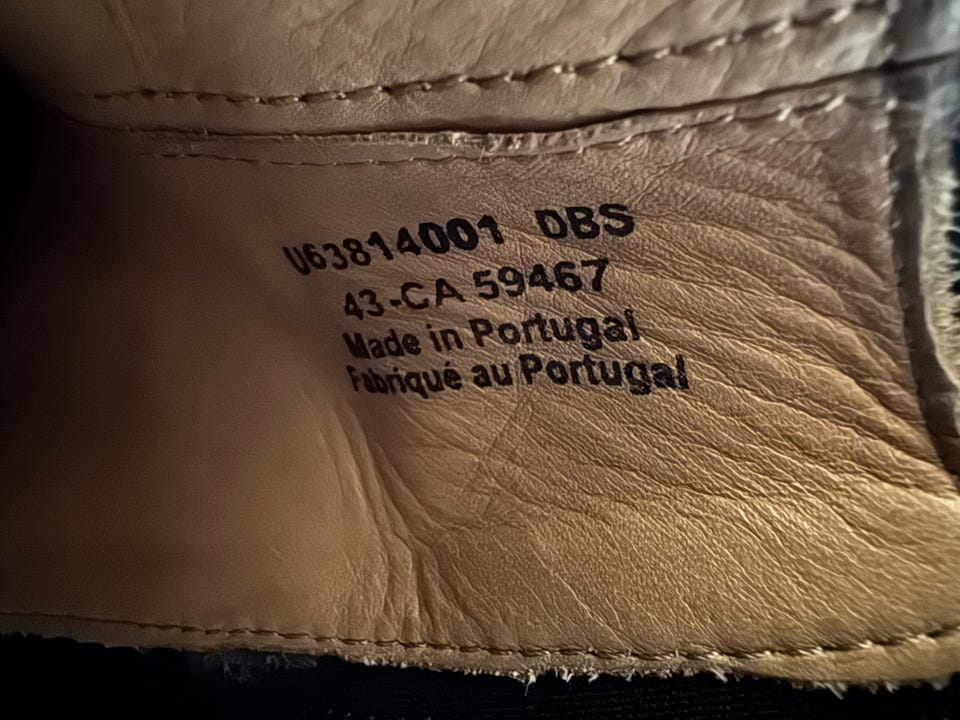 U63814001 DBS
43-CA 59467
Made in Portugal
Fabriqué au Portugal